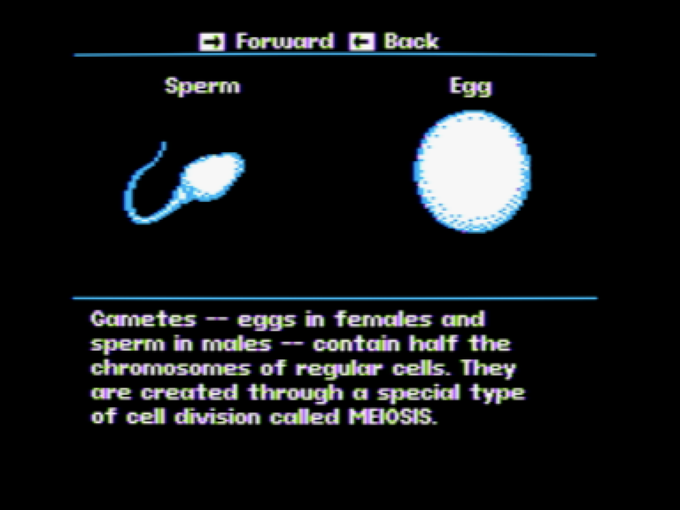 Forward Back
Sperm Egg
Gametes -- eggs in females and
sperm in males -- contain half the
chromosomes of regular cells. They
are created through a special type
of cell division called MEIOSIS.